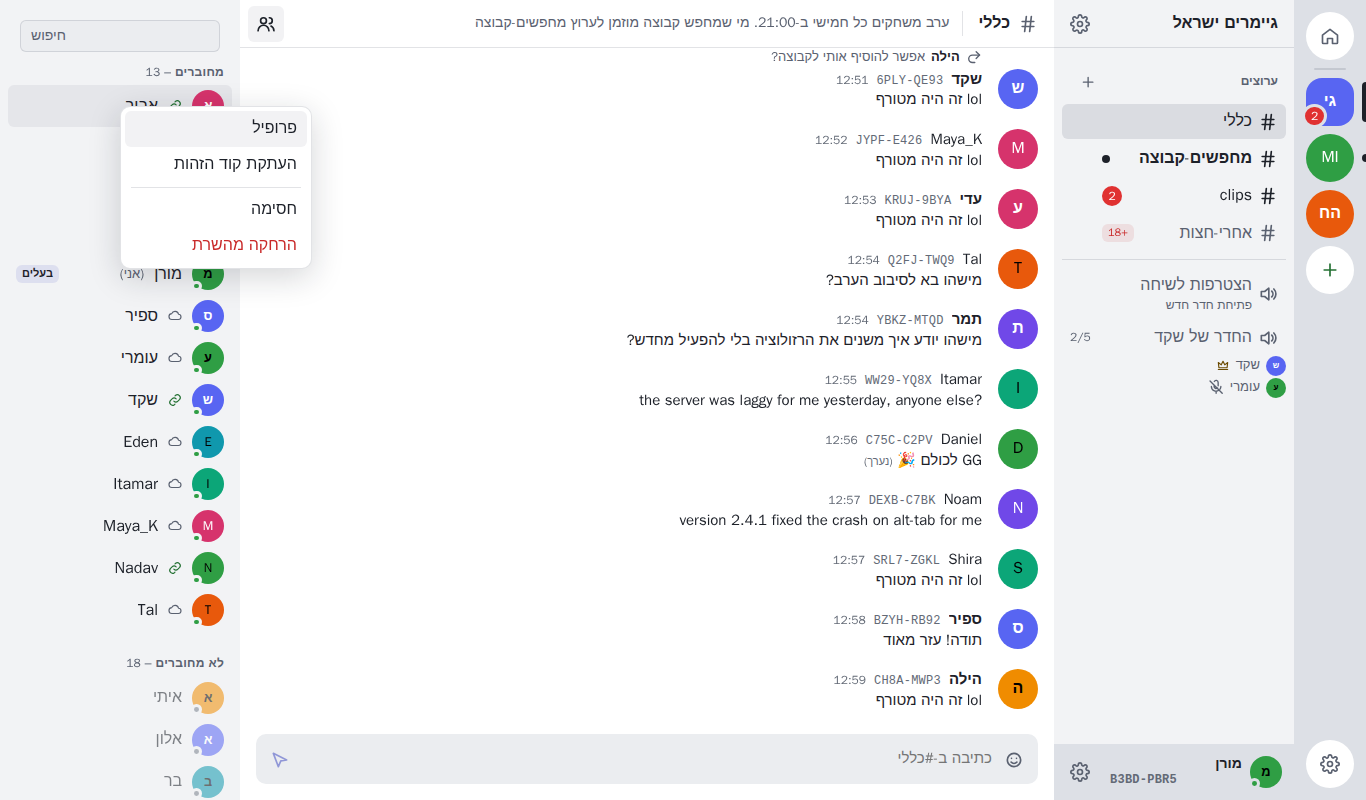 גי
2
MI
הח
גיימרים ישראל
ערוצים
כללי
מחפשים-קבוצה
clips
2
אחרי-חצות
18+
הצטרפות לשיחה
פתיחת חדר חדש
החדר של שקד
2/5
ש
שקד
ע
עומרי
מ
מורן
B3BD-PBR5
כללי
ערב משחקים כל חמישי ב-21:00. מי שמחפש קבוצה מוזמן לערוץ מחפשים-קבוצה
הילה אפשר להוסיף אותי לקבוצה?
ש
שקד 6PLY-QE93 12:51
lol זה היה מטורף
M
Maya_K JYPF-E426 12:52
lol זה היה מטורף
ע
עדי KRUJ-9BYA 12:53
lol זה היה מטורף
T
Tal Q2FJ-TWQ9 12:54
מישהו בא לסיבוב הערב?
ת
תמר YBKZ-MTQD 12:54
מישהו יודע איך משנים את הרזולוציה בלי להפעיל מחדש?
I
Itamar WW29-YQ8X 12:55
the server was laggy for me yesterday, anyone else?
D
Daniel C75C-C2PV 12:56
GG לכולם 🎉 (נערך)
N
Noam DEXB-C7BK 12:57
version 2.4.1 fixed the crash on alt-tab for me
S
Shira SRL7-ZGKL 12:57
lol זה היה מטורף
ס
ספיר BZYH-RB92 12:58
תודה! עזר מאוד
ה
הילה CH8A-MWP3 12:59
lol זה היה מטורף
כתיבה ב-#כללי
חיפוש
מחוברים – 13
פרופיל
העתקת קוד הזהות
חסימה
הרחקה מהשרת
מ
מורן (אני)
בעלים
ס
ספיר
ע
עומרי
ש
שקד
E
Eden
I
Itamar
M
Maya_K
N
Nadav
T
Tal
לא מחוברים – 18
א
איתי
א
אלון
ב
בר